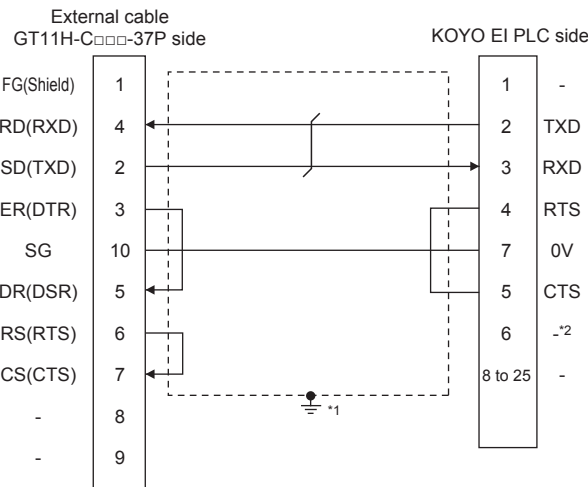 External cable
GT11H-C□□□-37P side
KOYO EI PLC side
FG(Shield) 1 1 -
RD(RXD) 4 2 TXD
SD(TXD) 2 3 RXD
ER(DTR) 3 4 RTS
SG 10 7 0V
DR(DSR) 5 5 CTS
RS(RTS) 6 6 -*2
CS(CTS) 7 8 to 25 -
*1
- 8
- 9